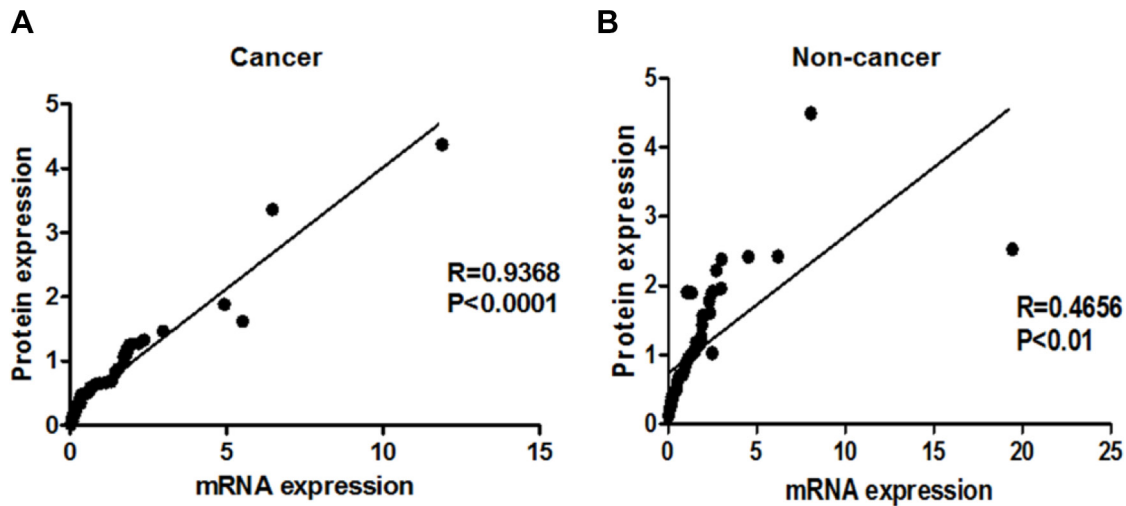 A
Cancer
Protein expression
5
4
3
2
1
0
0 5 10 15
mRNA expression
R=0.9368
P<0.0001
B
Non-cancer
Protein expression
5
4
3
2
1
0
0 5 10 15 20 25
mRNA expression
R=0.4656
P<0.01